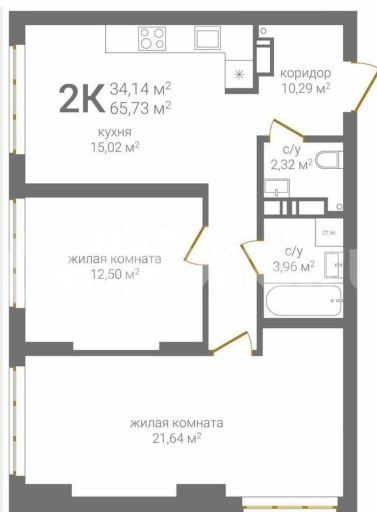 2К
34,14 м²
65,73 м²
кухня
15,02 м²
коридор
10,29 м²
с/у
2,32 м²
жилая комната
12,50 м²
ст.м
с/у
3,96 м²
жилая комната
21,64 м²